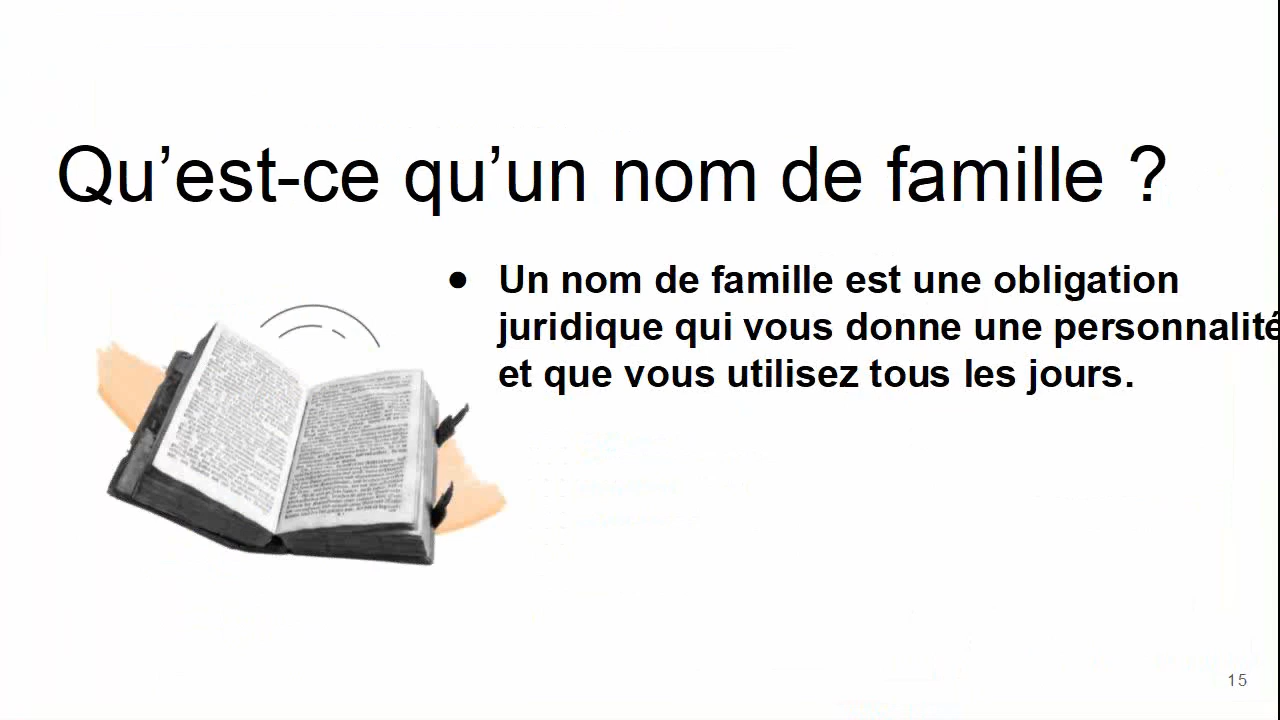 Qu’est-ce qu’un nom de famille ?
● Un nom de famille est une obligation
juridique qui vous donne une personnalité
et que vous utilisez tous les jours.
15